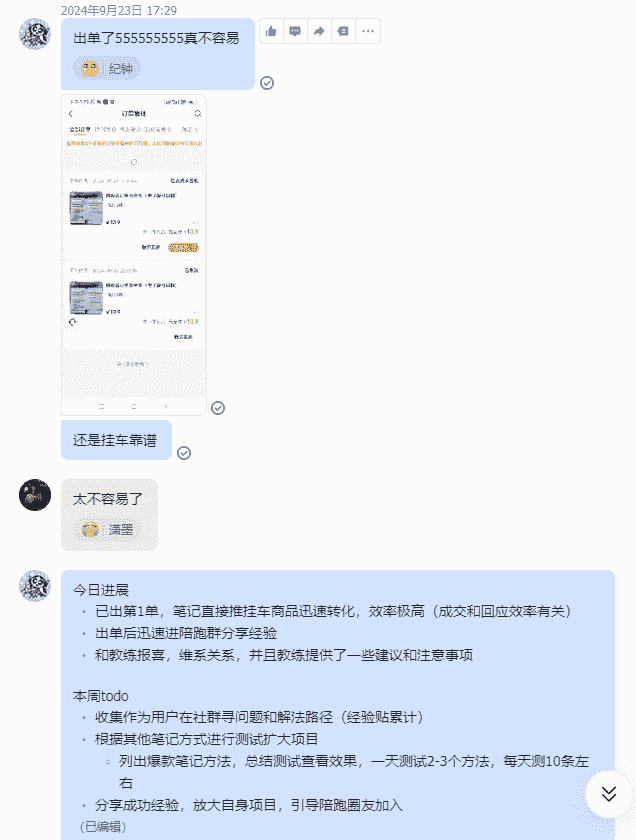 2024年9月23日 17:29
出单了555555555真不容易
纪钟
订单管理
还是挂车靠谱
太不容易了
潇墨
今日进展
• 已出第1单，笔记直接推挂车商品迅速转化，效率极高（成交和回应效率有关）
• 出单后迅速进陪跑群分享经验
• 和教练报喜，维系关系，并且教练提供了一些建议和注意事项
本周todo
• 收集作为用户在社群寻问题和解法路径（经验贴累计）
• 根据其他笔记方式进行测试扩大项目
◦ 列出爆款笔记方法，总结测试查看效果，一天测试2-3个方法，每天测10条左
右
• 分享成功经验，放大自身项目，引导陪跑圈友加入
（已编辑）